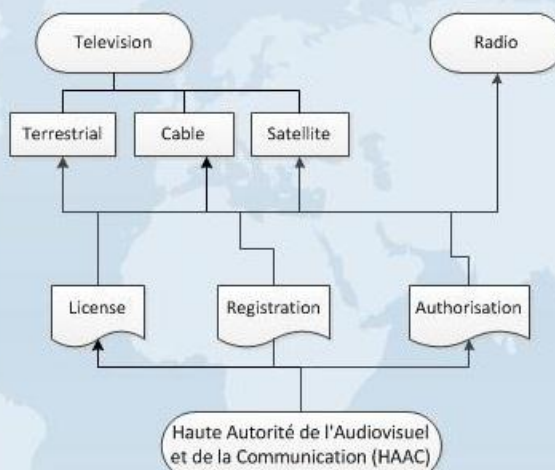 Television
Radio
Terrestrial
Cable
Satellite
License
Registration
Authorisation
Haute Autorité de l'Audiovisuel
et de la Communication (HAAC)